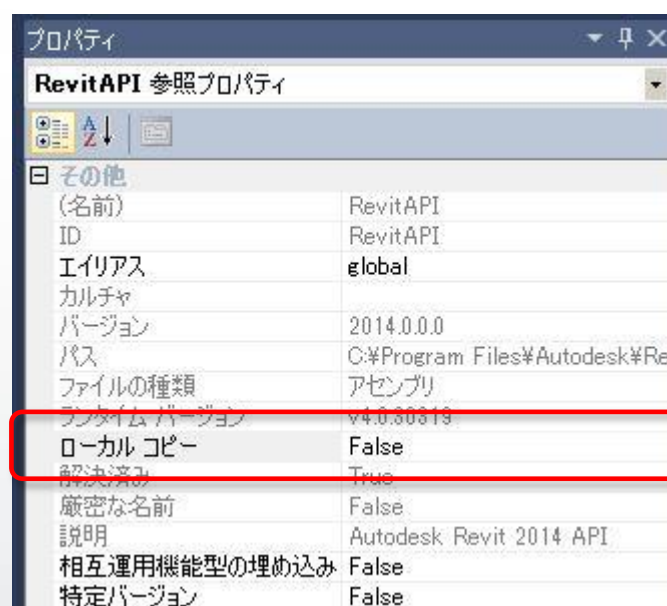 プロパティ
RevitAPI 参照プロパティ
その他
(名前) RevitAPI
ID RevitAPI
エイリアス global
カルチャ
バージョン 2014.0.0.0
パス C:¥Program Files¥Autodesk¥Re
ファイルの種類 アセンブリ
ランタイム バージョン v4.0.30319
ローカル コピー False
解決済み True
厳密な名前 False
説明 Autodesk Revit 2014 API
相互運用機能型の埋め込み False
特定バージョン False